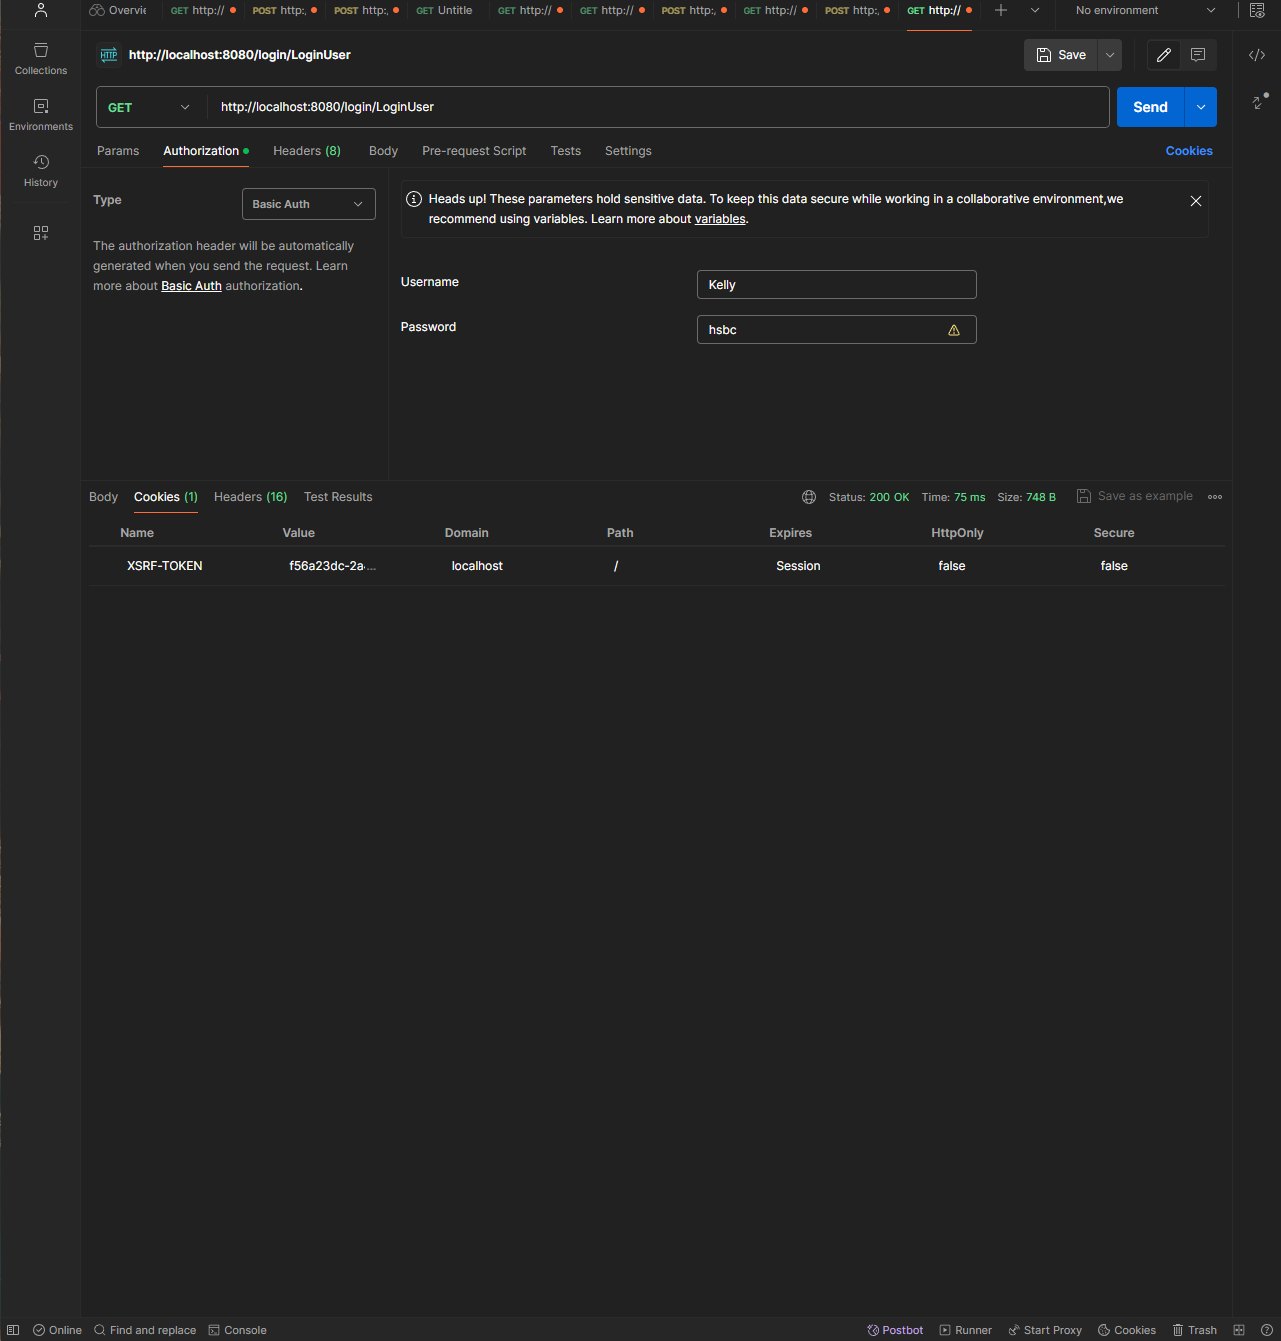 Overvie GET http:// POST http:, POST http:, GET Untitle GET http:// GET http:// POST http:, GET http:// POST http:, GET http:// No environment
HTTP http://localhost:8080/login/LoginUser Save
Collections
GET http://localhost:8080/login/LoginUser Send
Environments
Params Authorization Headers (8) Body Pre-request Script Tests Settings Cookies
History
Type Basic Auth
The authorization header will be automatically
generated when you send the request. Learn
more about Basic Auth authorization.
Heads up! These parameters hold sensitive data. To keep this data secure while working in a collaborative environment,we
recommend using variables. Learn more about variables.
Username Kelly
Password hsbc
Body Cookies (1) Headers (16) Test Results Status: 200 OK Time: 75 ms Size: 748 B Save as example
Name Value Domain Path Expires HttpOnly Secure
XSRF-TOKEN f56a23dc-2a... localhost / Session false false
Online Find and replace Console Postbot Runner Start Proxy Cookies Trash